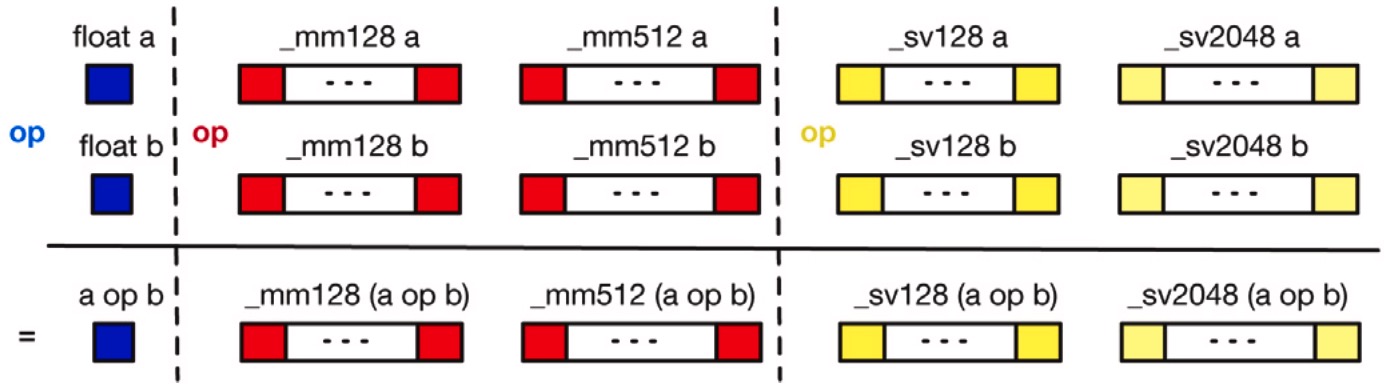 float a _mm128 a _mm512 a _sv128 a _sv2048 a
- - - - - - - - - - - -
op op op
float b _mm128 b _mm512 b _sv128 b _sv2048 b
- - - - - - - - - - - -
a op b _mm128 (a op b) _mm512 (a op b) _sv128 (a op b) _sv2048 (a op b)
= - - - - - - - - - - - -